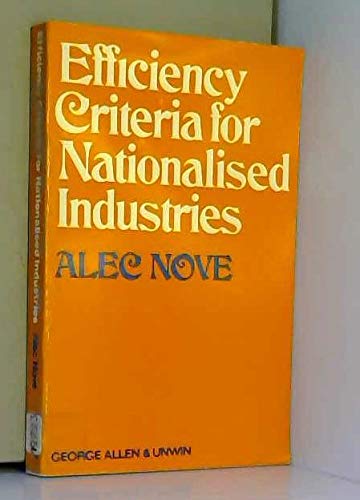 Efficiency
Criteria for
Nationalised
Industries
ALEC NOVE
GEORGE ALLEN & UNWIN
Efficiency Criteria for Nationalised Industries
Alec Nove